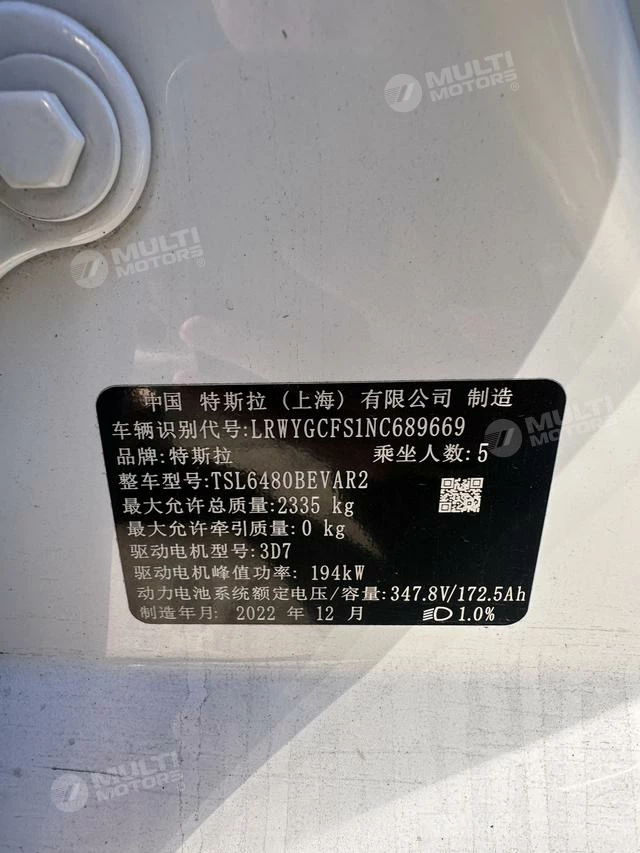 MULTI
MOTORS®
MULTI
MOTORS
中国 特斯拉（上海）有限公司 制造
车辆识别代号:LRWYGCFS1NC689669
品牌:特斯拉 乘坐人数:5
整车型号:TSL6480BEVAR2
最大允许总质量:2335 kg
最大允许牵引质量:0 kg
驱动电机型号:3D7
驱动电机峰值功率: 194kW
动力电池系统额定电压/容量:347.8V/172.5Ah
制造年月: 2022 年 12 月 1.0%
MULTI
MOTORS
MULTI
MOTORS®